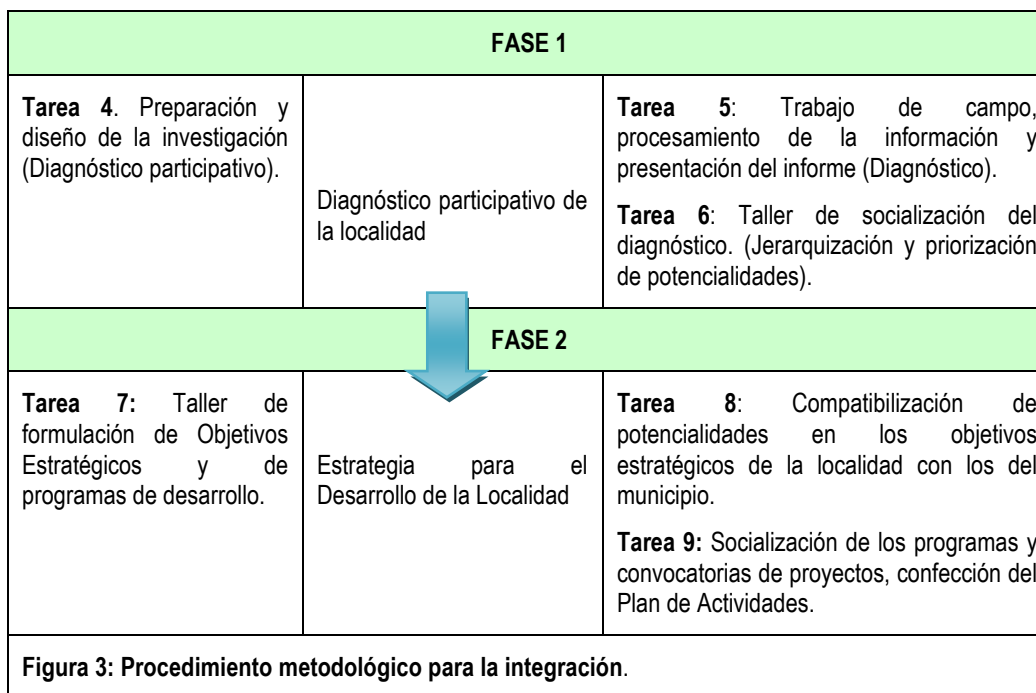 FASE 1
Tarea 4. Preparación y
diseño de la investigación
(Diagnóstico participativo).
Diagnóstico participativo de
la localidad
Tarea 5: Trabajo de campo,
procesamiento de la información y
presentación del informe (Diagnóstico).
Tarea 6: Taller de socialización del
diagnóstico. (Jerarquización y priorización
de potencialidades).
FASE 2
Tarea 7: Taller de
formulación de Objetivos
Estratégicos y de
programas de desarrollo.
Estrategia para el
Desarrollo de la Localidad
Tarea 8: Compatibilización de
potencialidades en los objetivos
estratégicos de la localidad con los del
municipio.
Tarea 9: Socialización de los programas y
convocatorias de proyectos, confección del
Plan de Actividades.
Figura 3: Procedimiento metodológico para la integración.